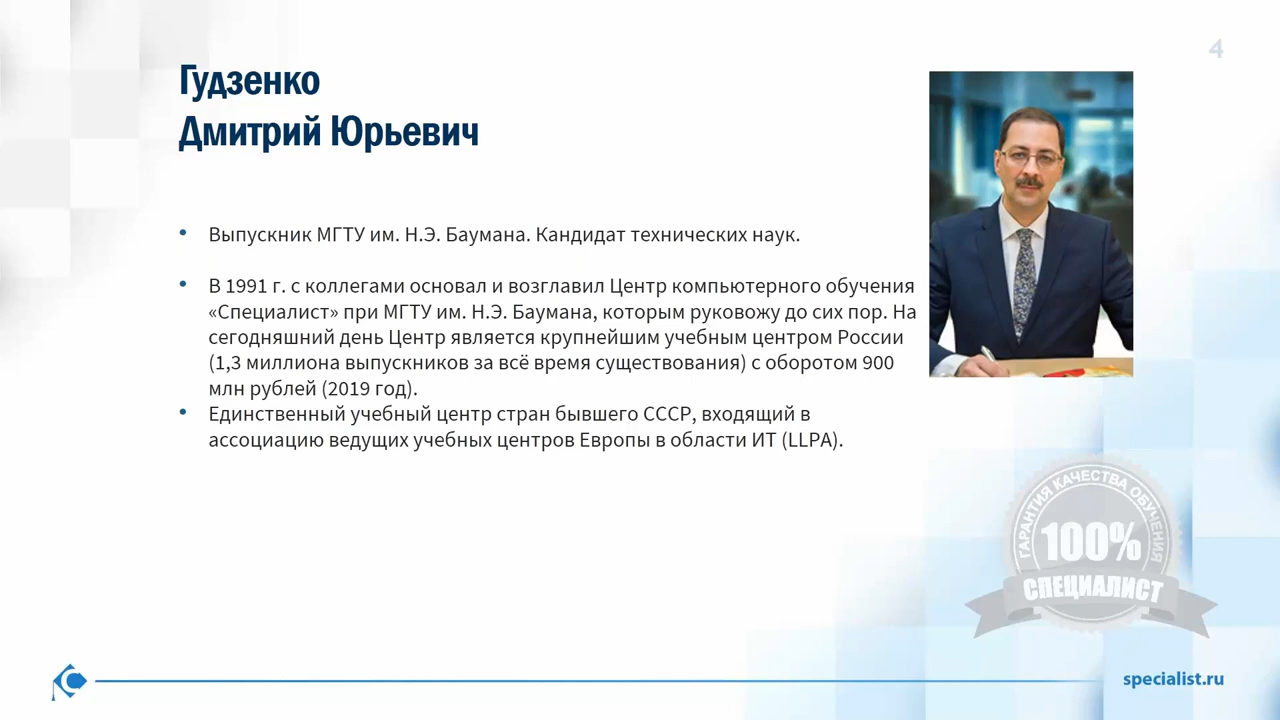 4
Гудзенко
Дмитрий Юрьевич
• Выпускник МГТУ им. Н.Э. Баумана. Кандидат технических наук.
• В 1991 г. с коллегами основал и возглавил Центр компьютерного обучения
«Специалист» при МГТУ им. Н.Э. Баумана, которым руковожу до сих пор. На
сегодняшний день Центр является крупнейшим учебным центром России
(1,3 миллиона выпускников за всё время существования) с оборотом 900
млн рублей (2019 год).
• Единственный учебный центр стран бывшего СССР, входящий в
ассоциацию ведущих учебных центров Европы в области ИТ (LLPA).
ГАРАНТИЯ КАЧЕСТВА ОБУЧЕНИЯ
100%
СПЕЦИАЛИСТ
specialist.ru